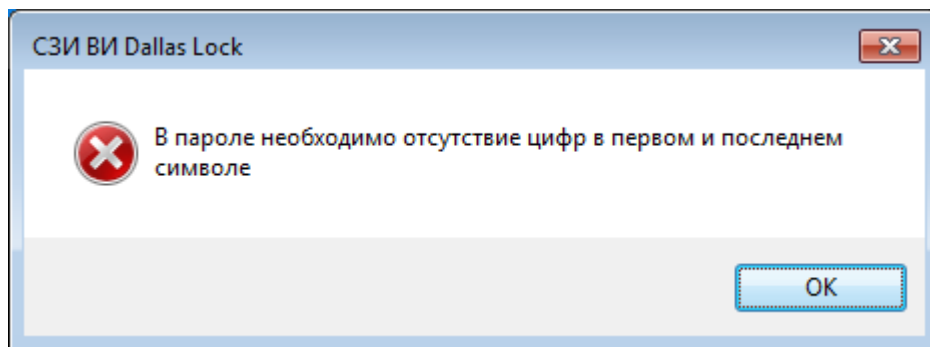 СЗИ ВИ Dallas Lock
В пароле необходимо отсутствие цифр в первом и последнем
символе
OK